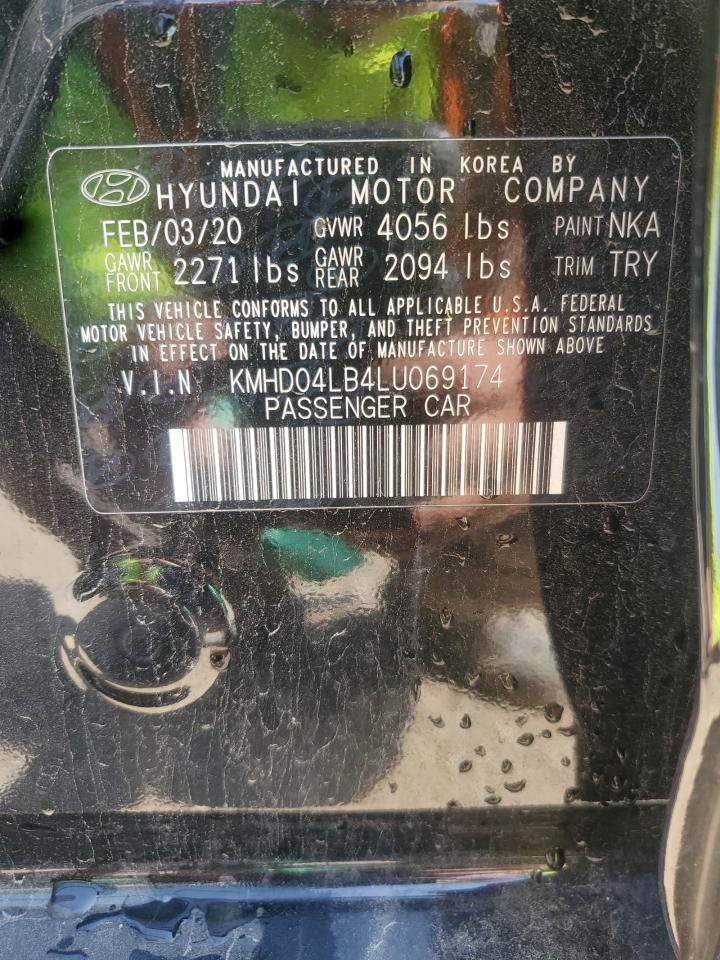 MANUFACTURED IN KOREA BY
HYUNDAI MOTOR COMPANY
FEB/03/20 GVWR 4056 lbs PAINT NKA
GAWR FRONT 2271 lbs GAWR REAR 2094 lbs TRIM TRY
THIS VEHICLE CONFORMS TO ALL APPLICABLE U.S.A. FEDERAL
MOTOR VEHICLE SAFETY, BUMPER, AND THEFT PREVENTION STANDARDS
IN EFFECT ON THE DATE OF MANUFACTURE SHOWN ABOVE
V.I.N KMHD04LB4LU069174
PASSENGER CAR